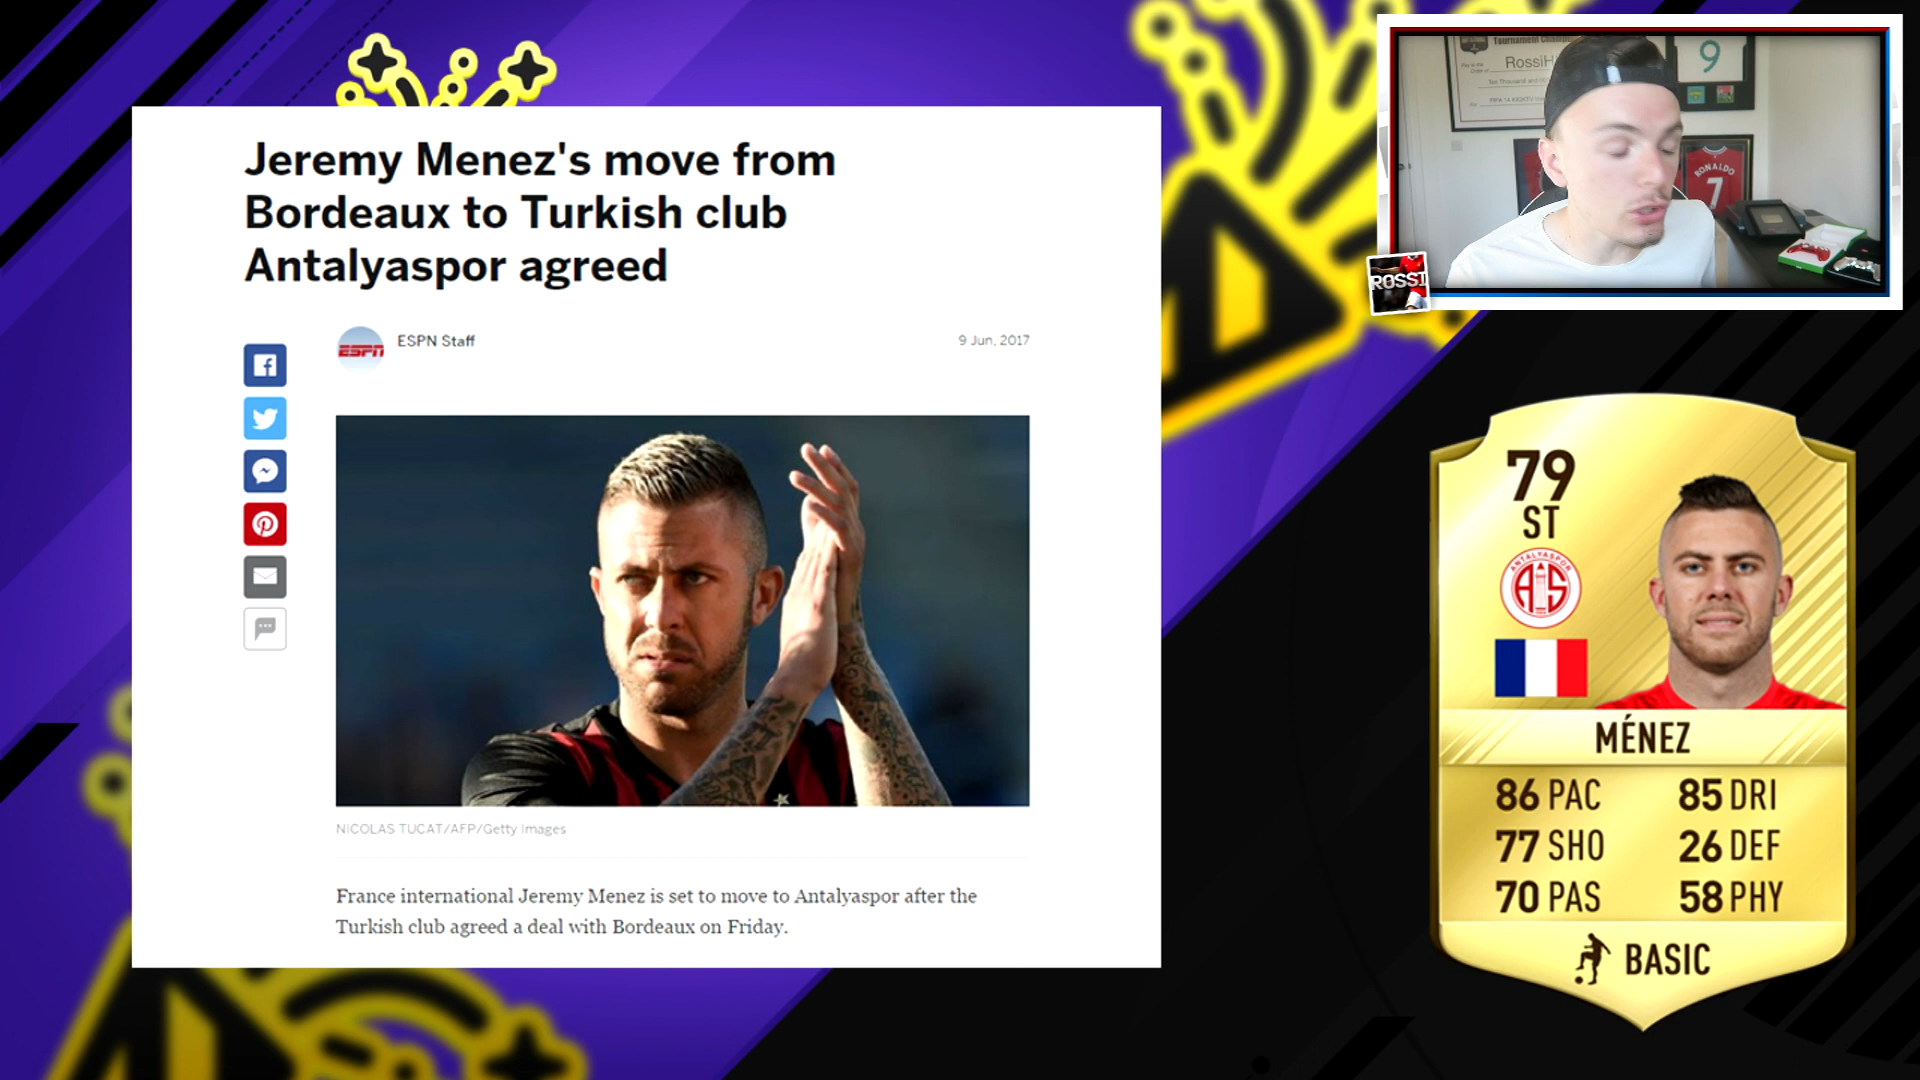 Jeremy Menez's move from
Bordeaux to Turkish club
Antalyaspor agreed
ESPN
ESPN Staff
9 Jun, 2017
NICOLAS TUCAT/AFP/Getty Images
France international Jeremy Menez is set to move to Antalyaspor after the
Turkish club agreed a deal with Bordeaux on Friday.
RossiH
9
RONALDO
7
ROSSI
79
ST
ANTALYASPOR
AS
MÉNEZ
86 PAC 85 DRI
77 SHO 26 DEF
70 PAS 58 PHY
BASIC